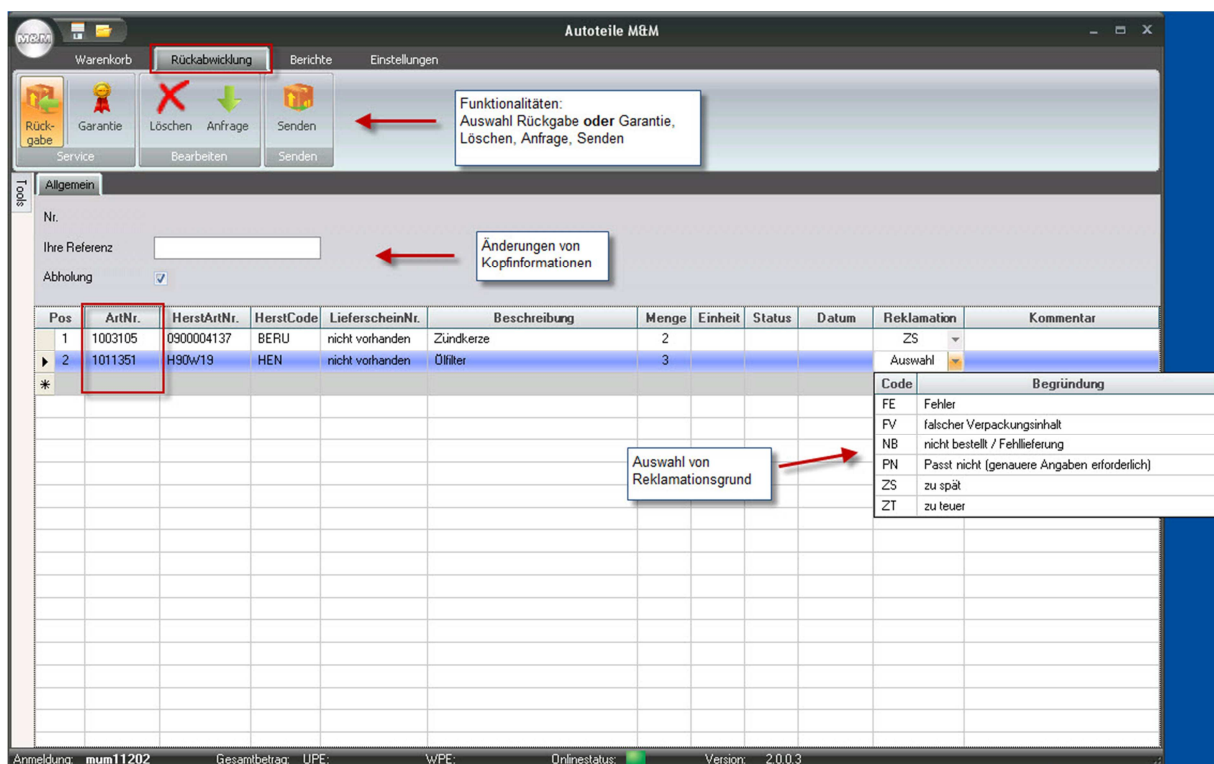 Autoteile M&M
M&M
Warenkorb Rückabwicklung Berichte Einstellungen
Rück-
gabe
Garantie Löschen Anfrage Senden
Service Bearbeiten Senden
Funktionalitäten:
Auswahl Rückgabe oder Garantie,
Löschen, Anfrage, Senden
Tools
Allgemein
Nr.
Ihre Referenz
Abholung
Änderungen von
Kopfinformationen
Pos ArtNr. HerstArtNr. HerstCode LieferscheinNr. Beschreibung Menge Einheit Status Datum Reklamation Kommentar
1 1003105 0900004137 BERU nicht vorhanden Zündkerze 2 ZS
2 1011351 H90W19 HEN nicht vorhanden Ölfilter 3 Auswahl
Code Begründung
FE Fehler
FV falscher Verpackungsinhalt
NB nicht bestellt / Fehllieferung
PN Passt nicht (genauere Angaben erforderlich)
ZS zu spät
ZT zu teuer
Auswahl von
Reklamationsgrund
Anmeldung: mum11202 Gesamtbetrag: UPE: WPE: Onlinestatus: Version: 2.0.0.3